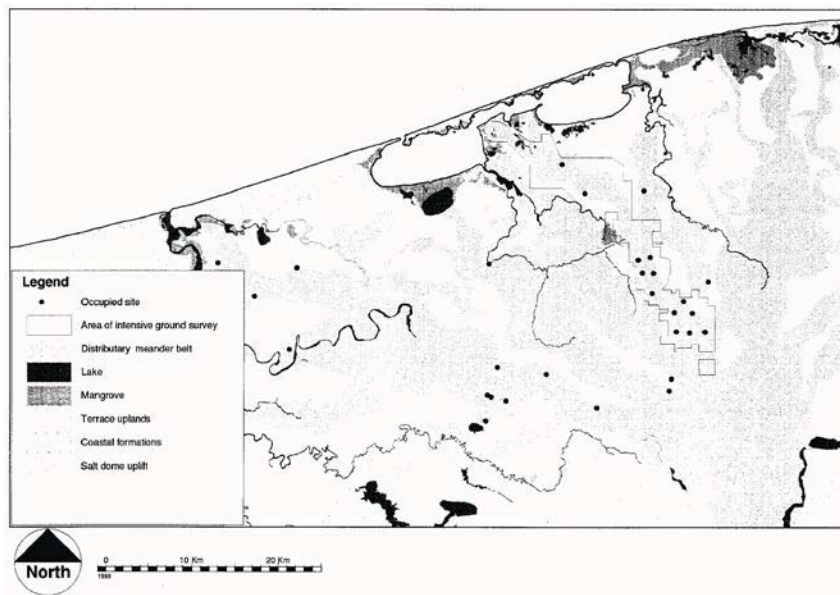 Legend
Occupied site
Area of intensive ground survey
Distributary meander belt
Lake
Mangrove
Terrace uplands
Coastal formations
Salt dome uplift
North
0 10 Km 20 Km